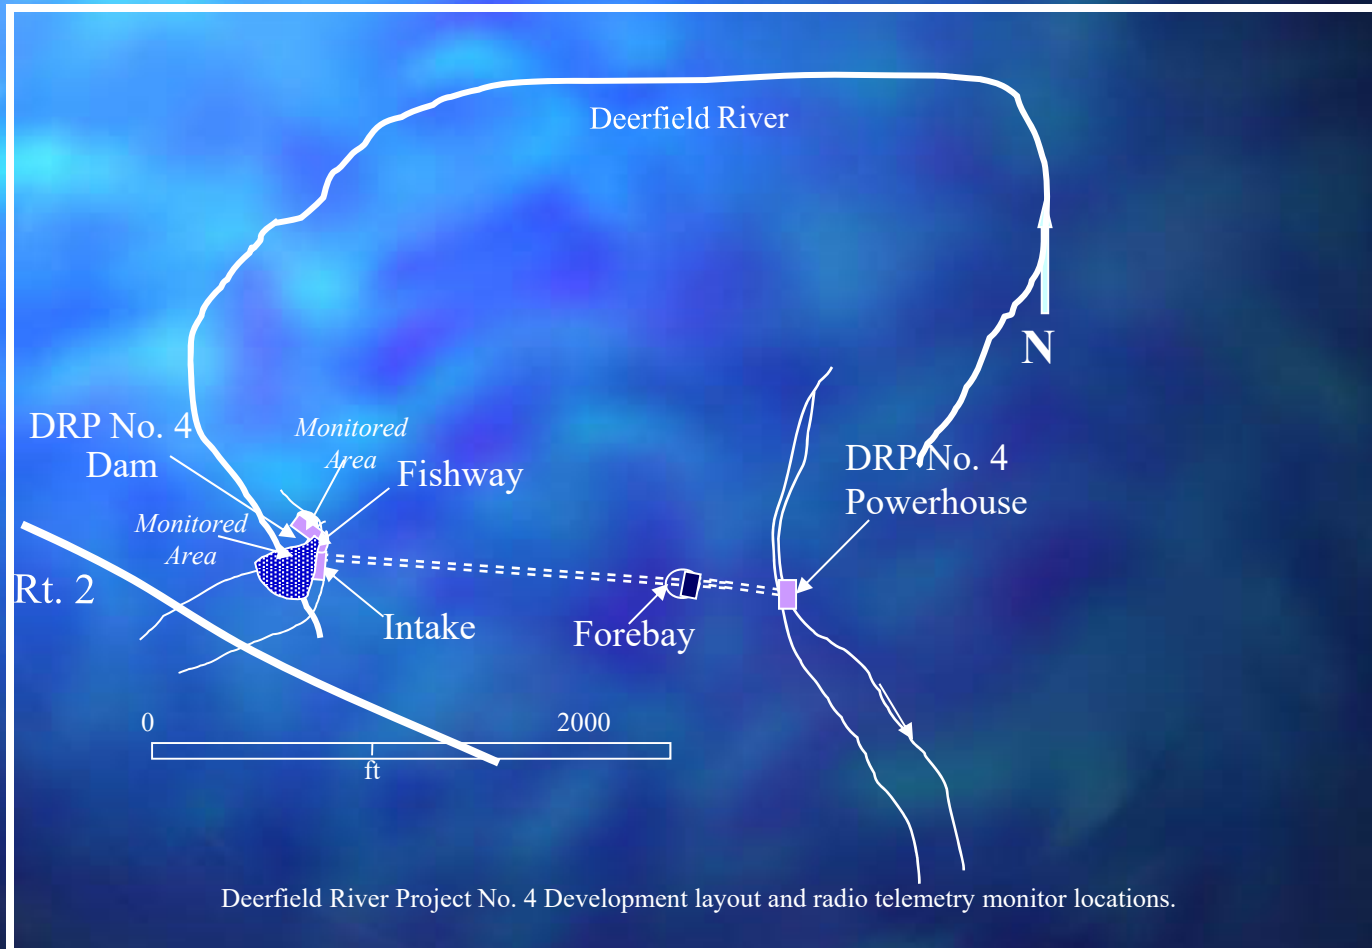 Deerfield River
N
DRP No. 4
Dam
Monitored
Area
Fishway
DRP No. 4
Powerhouse
Monitored
Area
Rt. 2
Intake
Forebay
0
2000
ft
Deerfield River Project No. 4 Development layout and radio telemetry monitor locations.